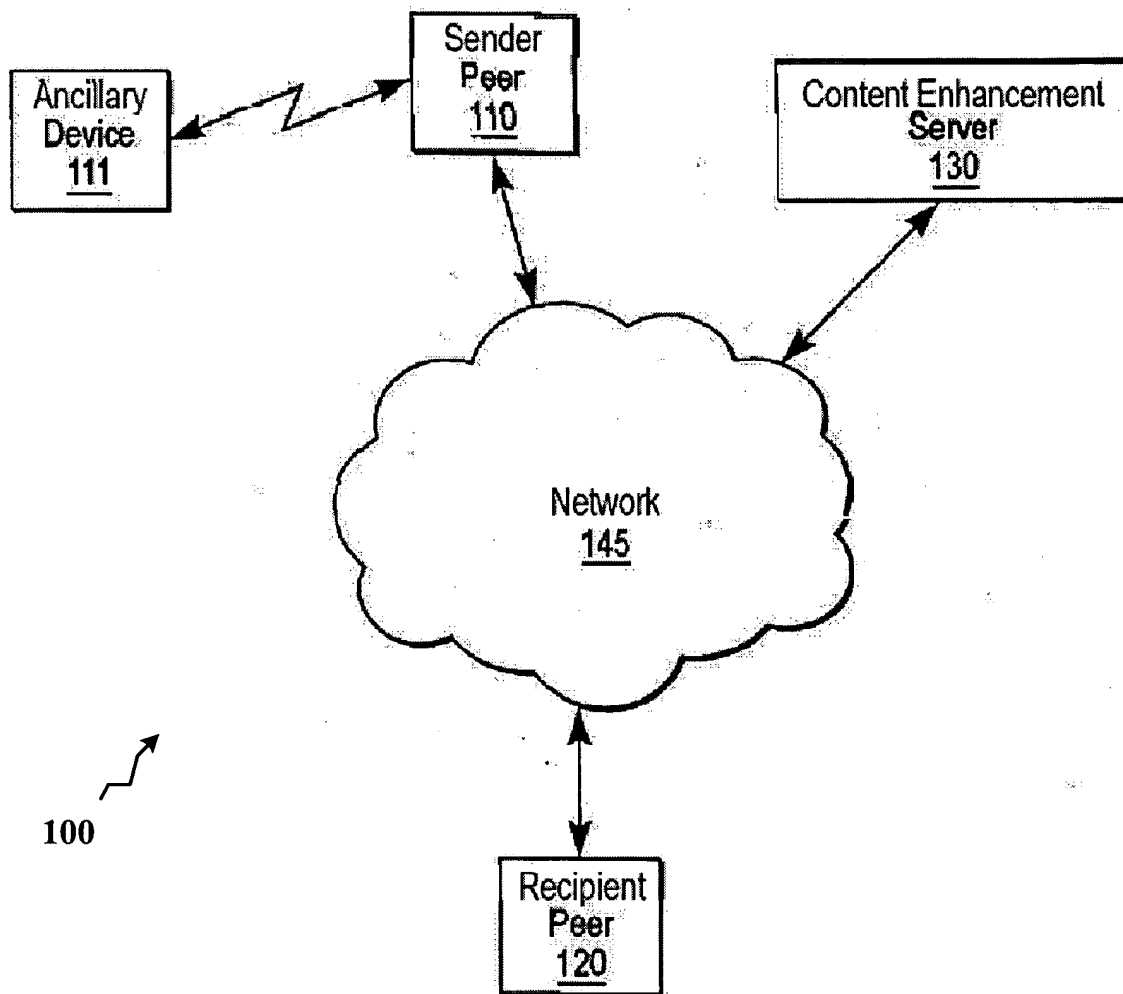 Sender
Peer
110
Ancillary
Device
111
Content Enhancement
Server
130
Network
145
100
Recipient
Peer
120